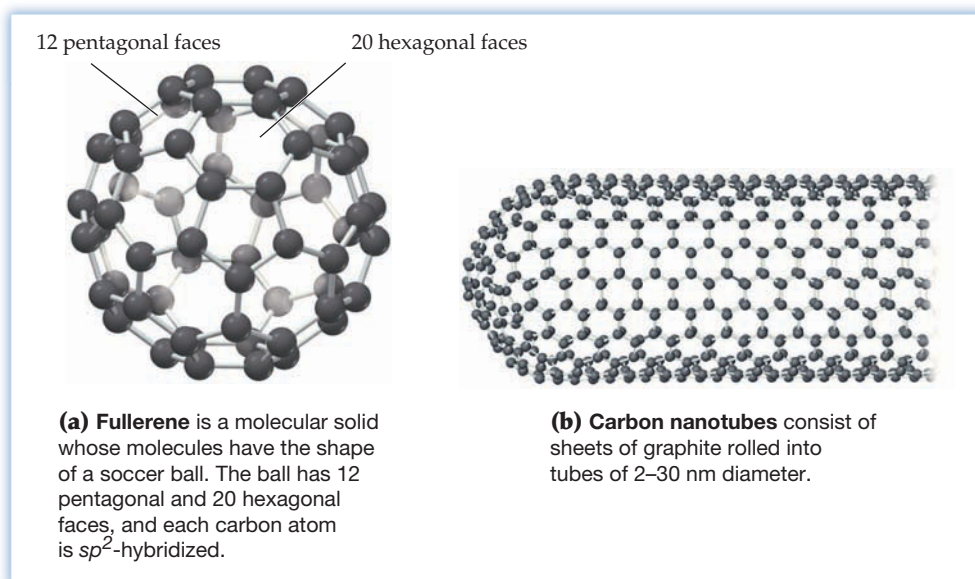 12 pentagonal faces
20 hexagonal faces
(a) Fullerene is a molecular solid
whose molecules have the shape
of a soccer ball. The ball has 12
pentagonal and 20 hexagonal
faces, and each carbon atom
is sp2-hybridized.
(b) Carbon nanotubes consist of
sheets of graphite rolled into
tubes of 2–30 nm diameter.